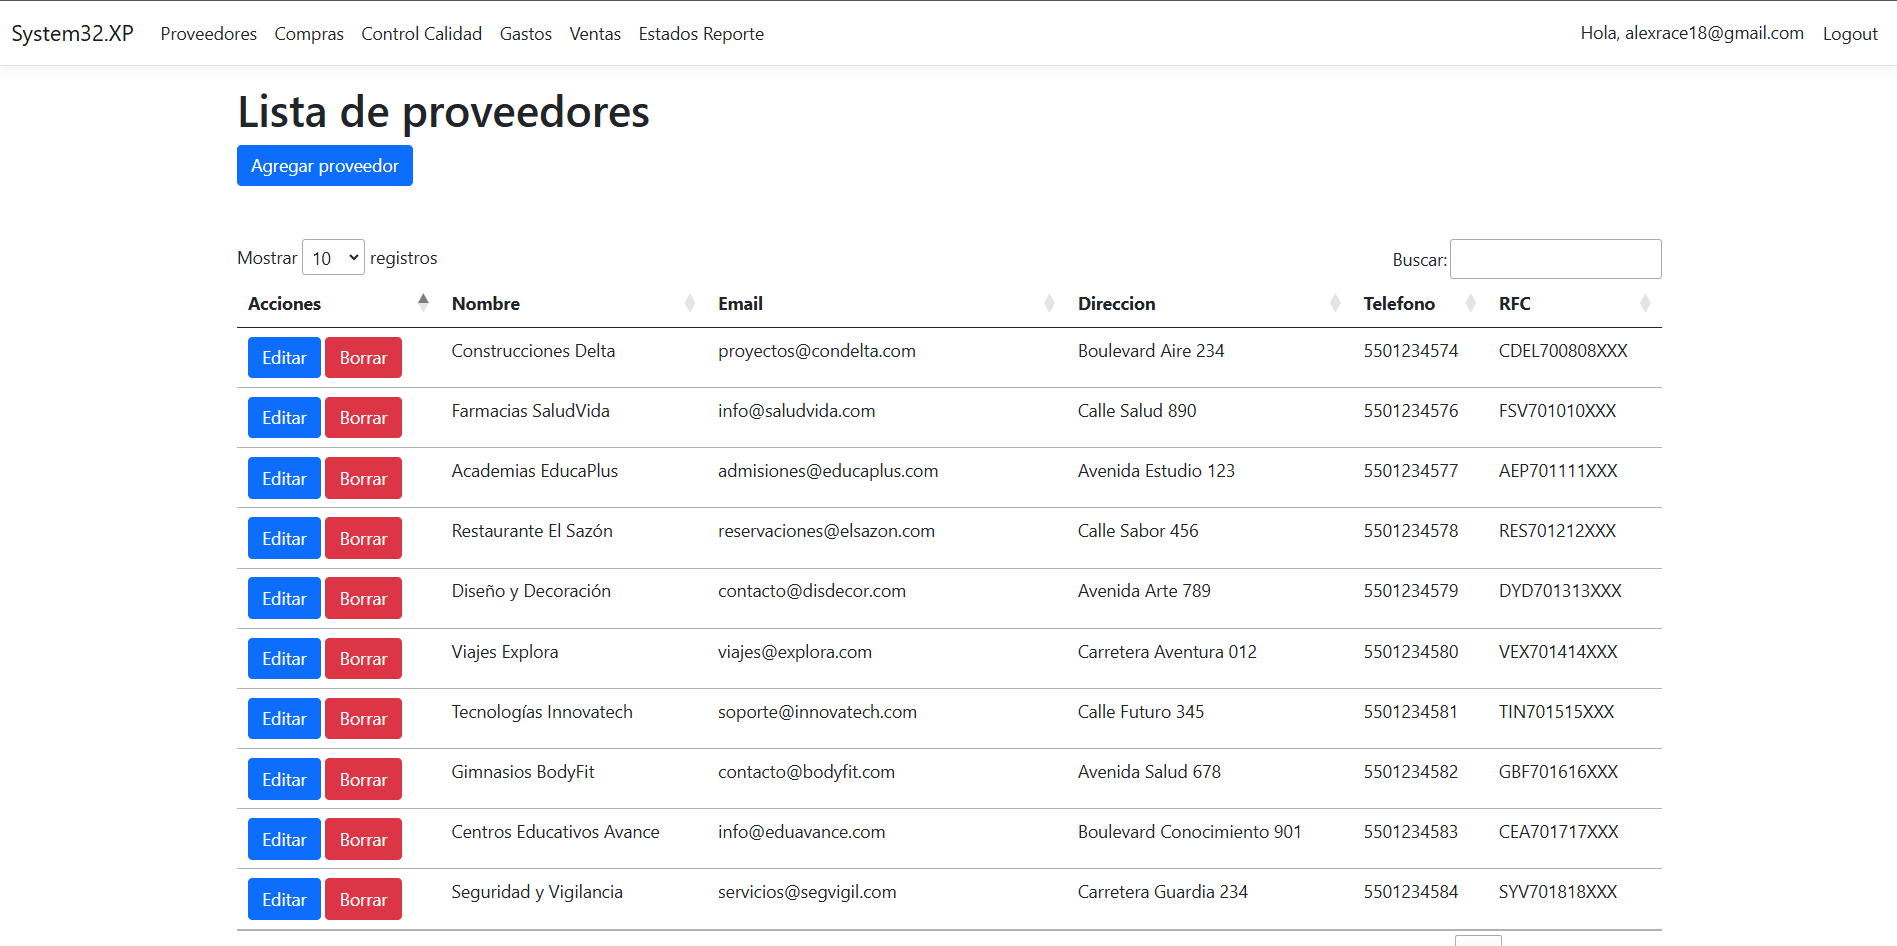 System32.XP Proveedores Compras Control Calidad Gastos Ventas Estados Reporte Hola, alexrace18@gmail.com Logout
Lista de proveedores
Agregar proveedor
Mostrar 10 registros Buscar:
Acciones Nombre Email Direccion Telefono RFC
Editar Borrar Construcciones Delta proyectos@condelta.com Boulevard Aire 234 5501234574 CDEL700808XXX
Editar Borrar Farmacias SaludVida info@saludvida.com Calle Salud 890 5501234576 FSV701010XXX
Editar Borrar Academias EducaPlus admisiones@educaplus.com Avenida Estudio 123 5501234577 AEP701111XXX
Editar Borrar Restaurante El Sazón reservaciones@elsazon.com Calle Sabor 456 5501234578 RES701212XXX
Editar Borrar Diseño y Decoración contacto@disdecor.com Avenida Arte 789 5501234579 DYD701313XXX
Editar Borrar Viajes Explora viajes@explora.com Carretera Aventura 012 5501234580 VEX701414XXX
Editar Borrar Tecnologías Innovatech soporte@innovatech.com Calle Futuro 345 5501234581 TIN701515XXX
Editar Borrar Gimnasios BodyFit contacto@bodyfit.com Avenida Salud 678 5501234582 GBF701616XXX
Editar Borrar Centros Educativos Avance info@eduavance.com Boulevard Conocimiento 901 5501234583 CEA701717XXX
Editar Borrar Seguridad y Vigilancia servicios@segvigil.com Carretera Guardia 234 5501234584 SYV701818XXX